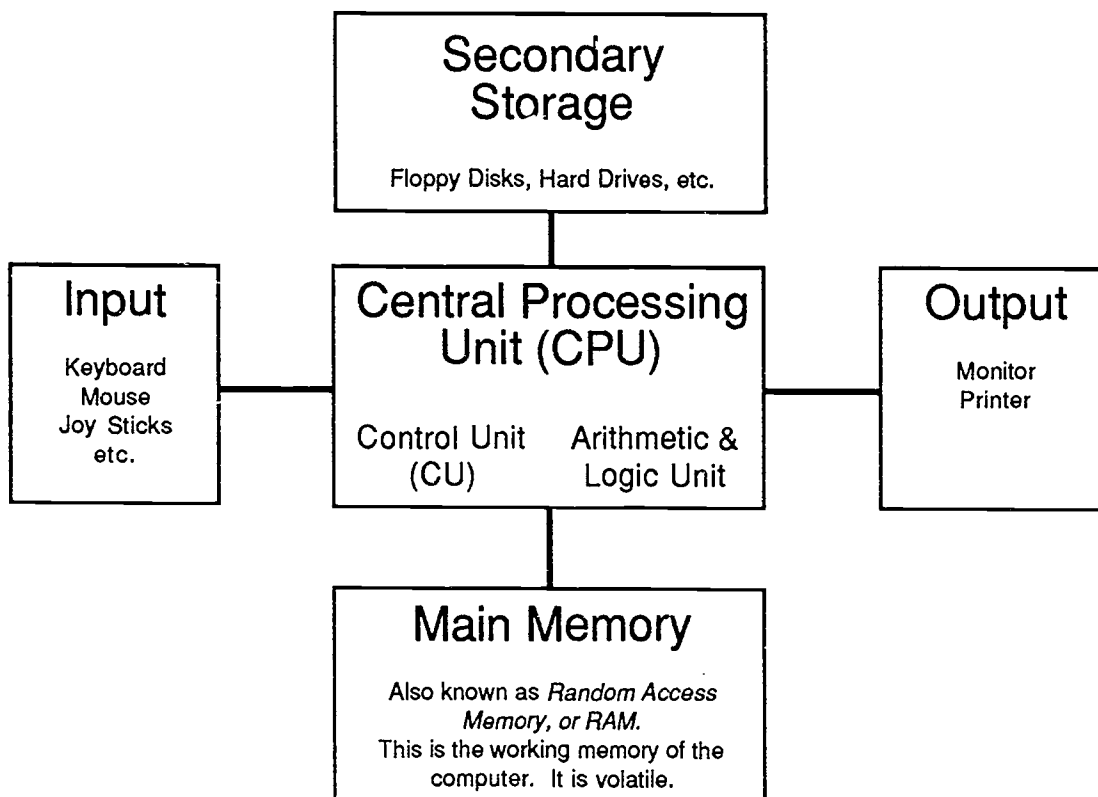 Secondary
Storage
Floppy Disks, Hard Drives, etc.
Input
Keyboard
Mouse
Joy Sticks
etc.
Central Processing
Unit (CPU)
Control Unit
(CU)
Arithmetic &
Logic Unit
Output
Monitor
Printer
Main Memory
Also known as Random Access
Memory, or RAM.
This is the working memory of the
computer. It is volatile.